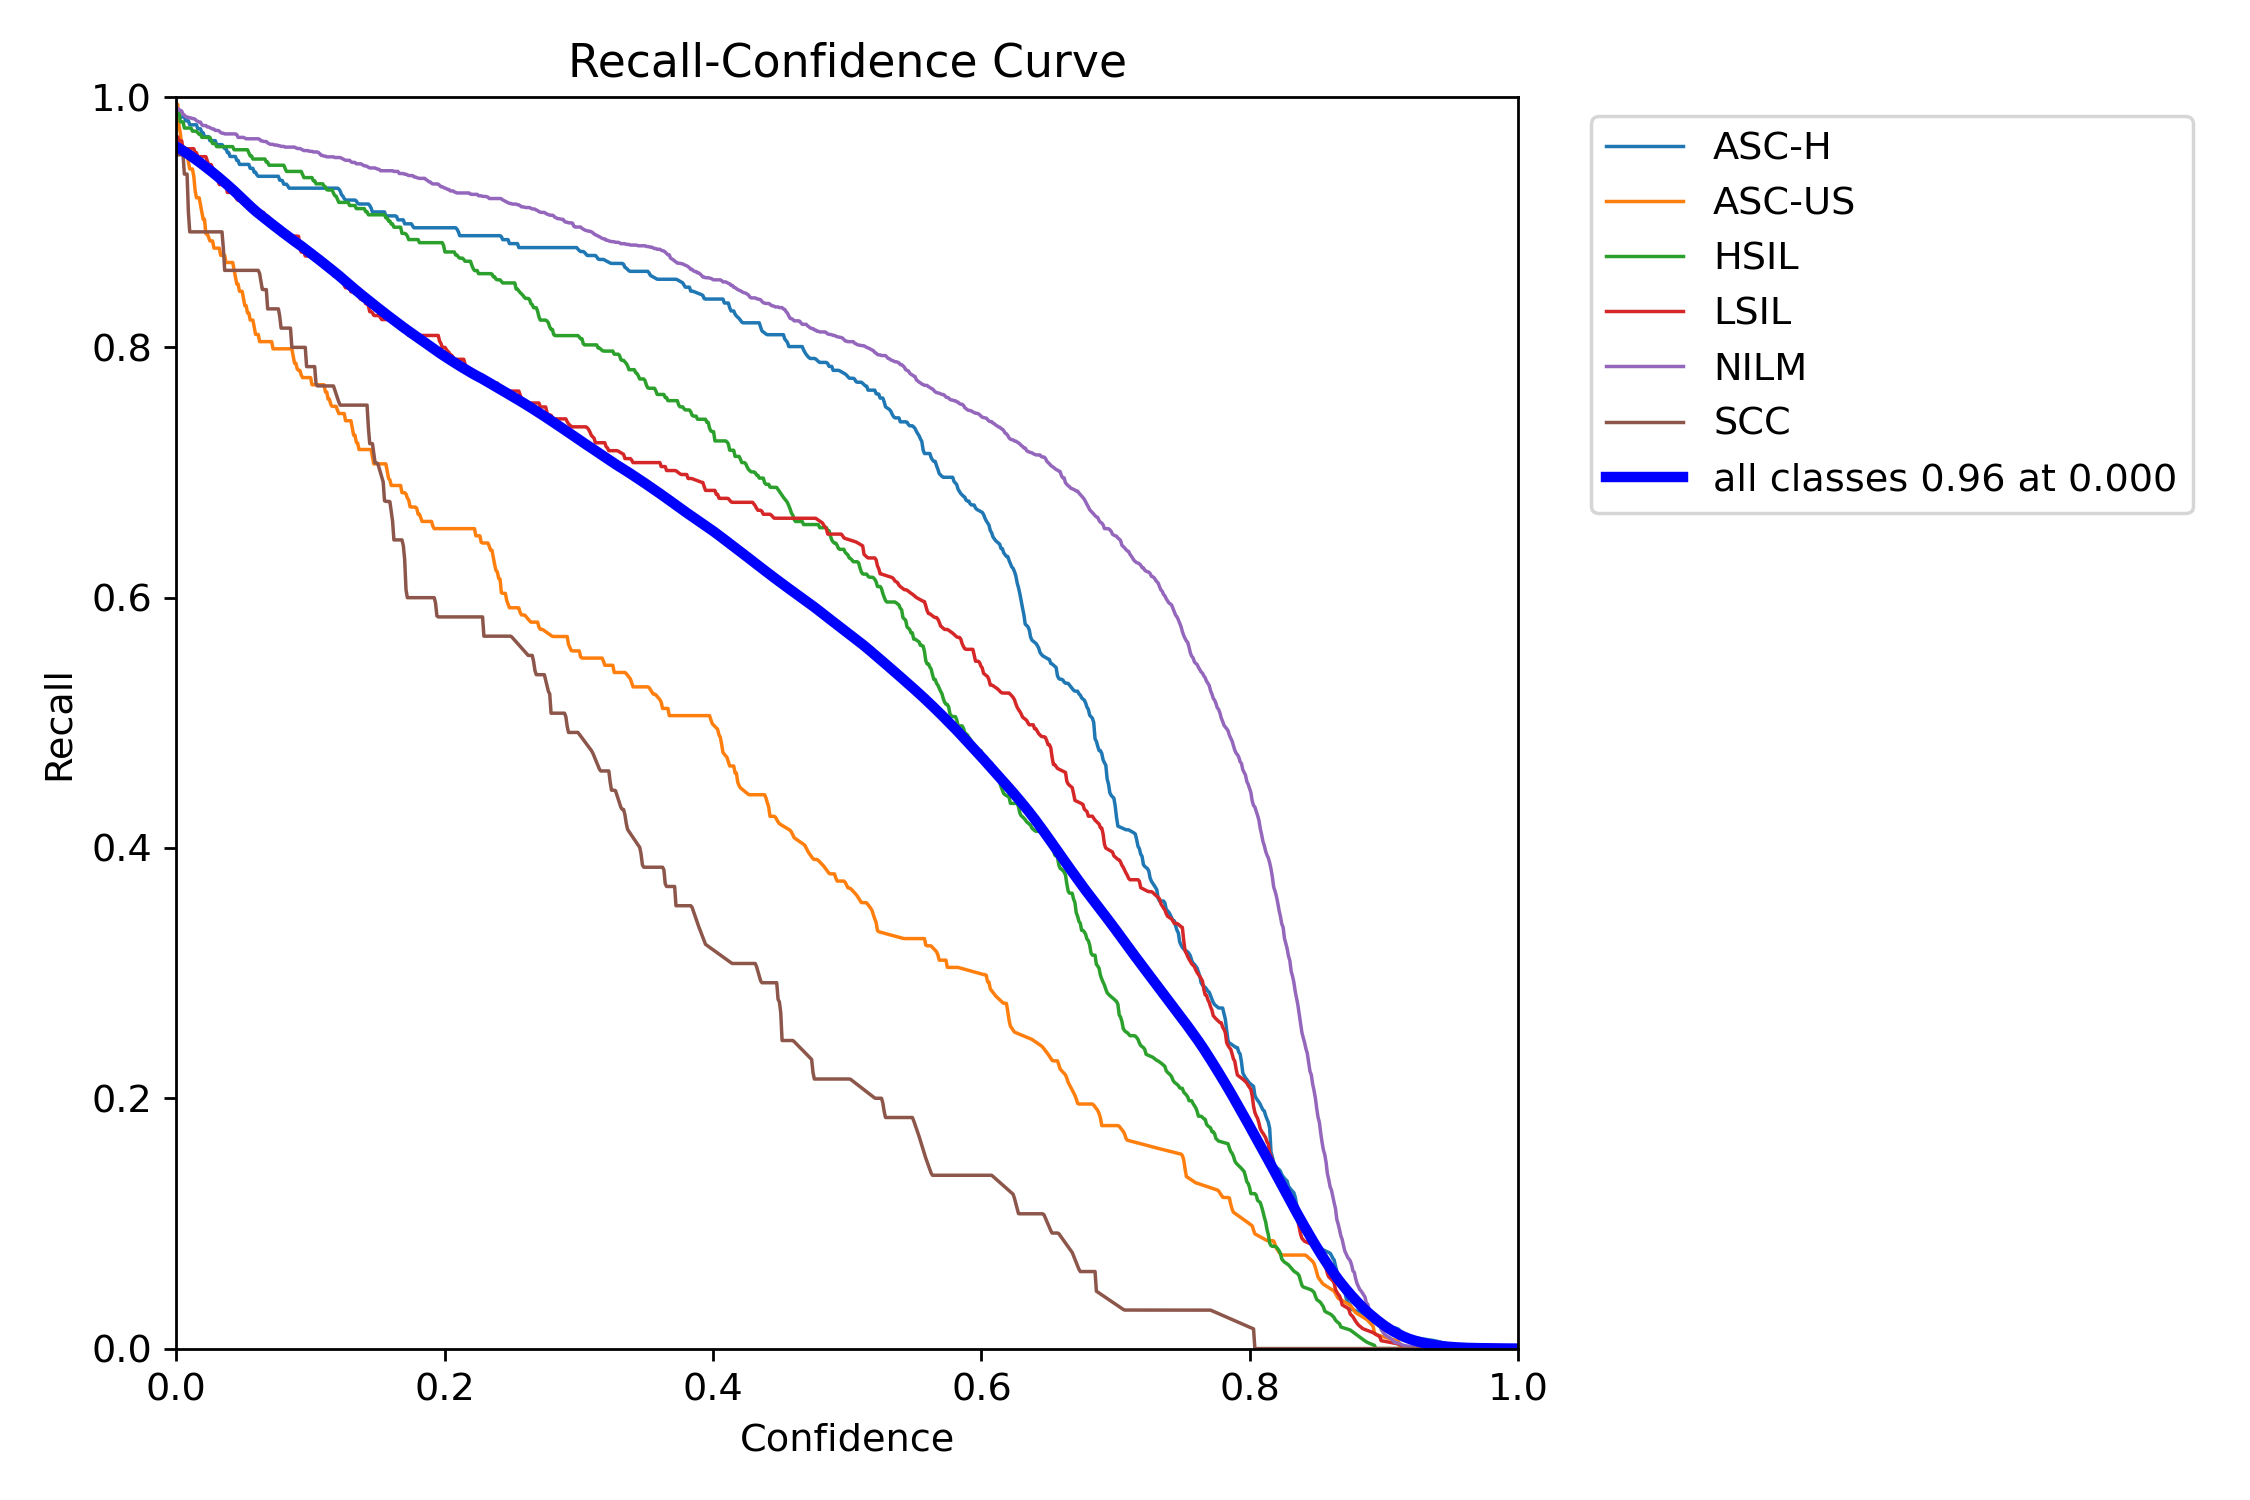 Recall-Confidence Curve
1.0
0.8
0.6
0.4
0.2
0.0
Recall
0.0 0.2 0.4 0.6 0.8 1.0
Confidence
ASC-H
ASC-US
HSIL
LSIL
NILM
SCC
all classes 0.96 at 0.000